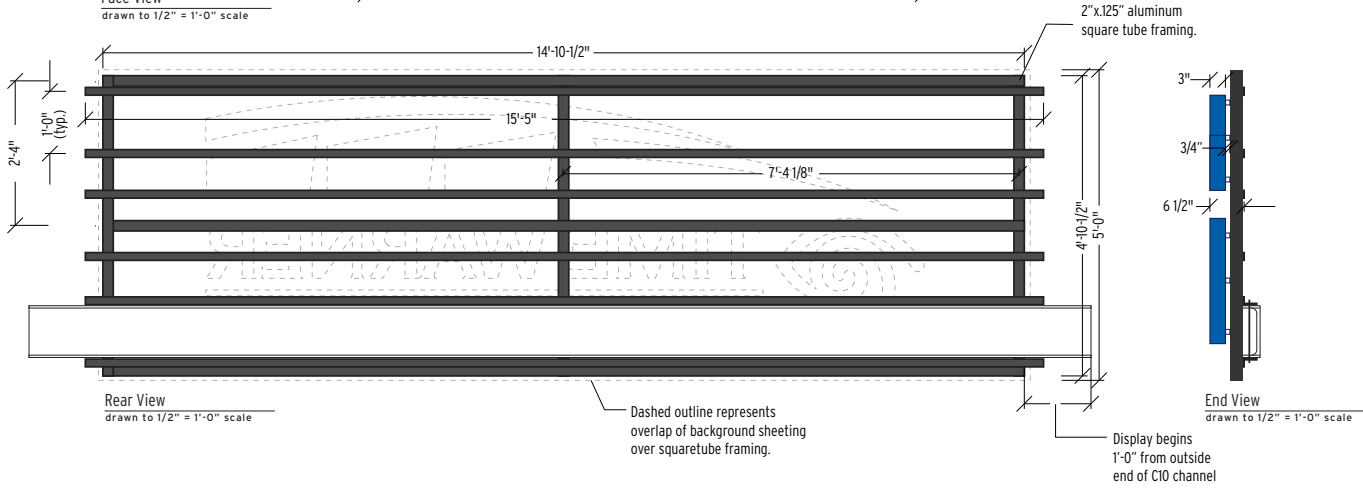 Face View
drawn to 1/2" = 1'-0" scale
2"x.125" aluminum
square tube framing.
14'-10-1/2"
3"
1'-0"
(typ.)
15'-5"
2'-4"
3/4"
7'-4 1/8"
6 1/2"
4'-10-1/2"
5'-0"
TIME WARNER
Rear View
drawn to 1/2" = 1'-0" scale
Dashed outline represents
overlap of background sheeting
over squaretube framing.
End View
drawn to 1/2" = 1'-0" scale
Display begins
1'-0" from outside
end of C10 channel